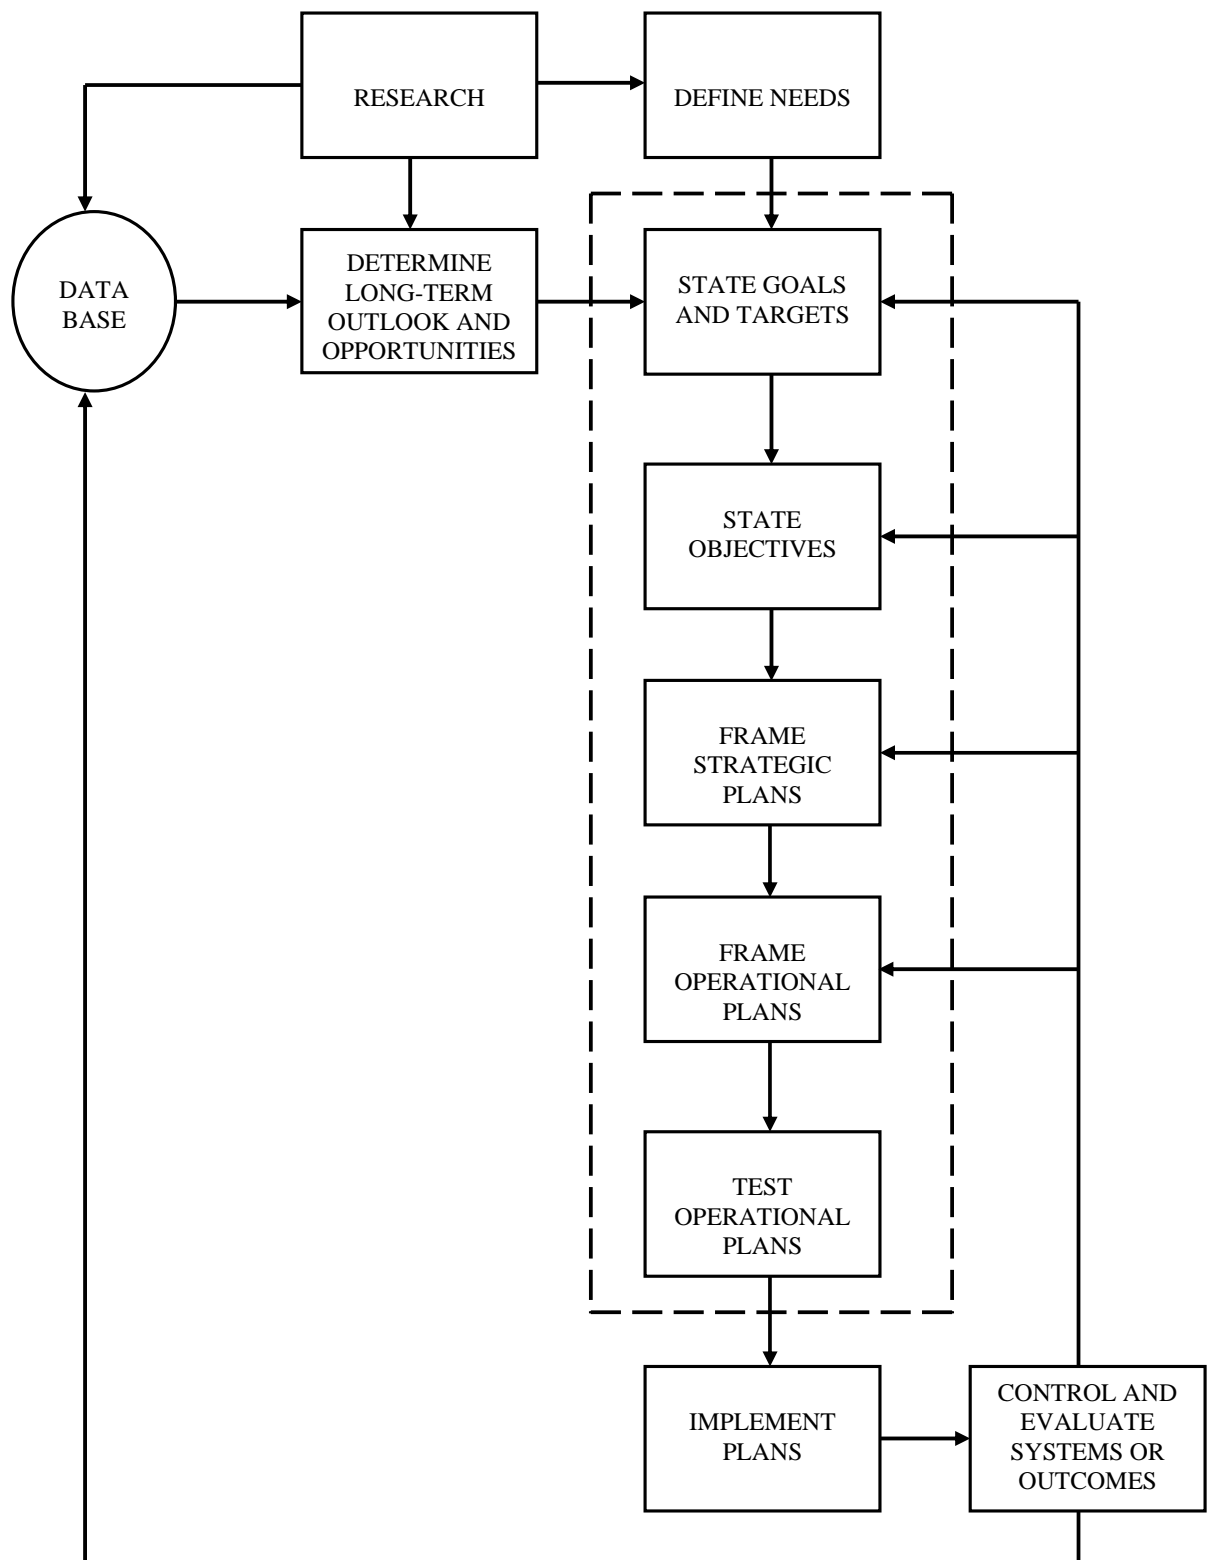 RESEARCH
DEFINE NEEDS
DATA
BASE
DETERMINE
LONG-TERM
OUTLOOK AND
OPPORTUNITIES
STATE GOALS
AND TARGETS
STATE
OBJECTIVES
FRAME
STRATEGIC
PLANS
FRAME
OPERATIONAL
PLANS
TEST
OPERATIONAL
PLANS
IMPLEMENT
PLANS
CONTROL AND
EVALUATE
SYSTEMS OR
OUTCOMES